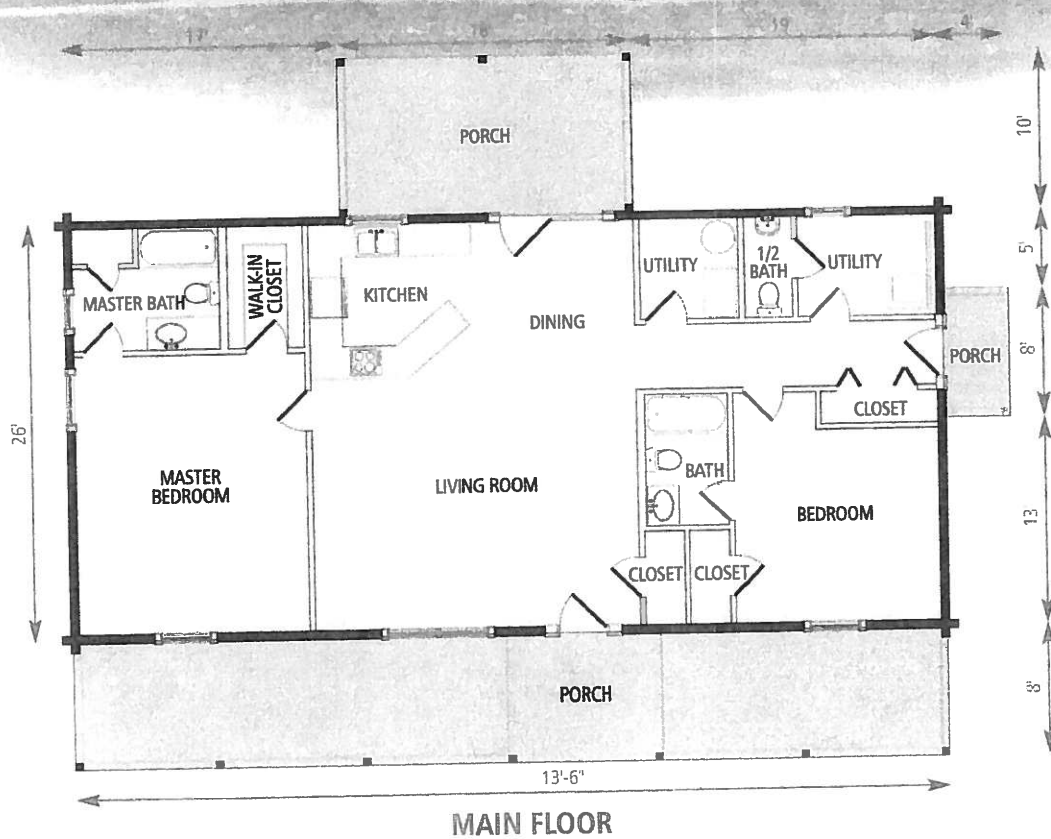 17'
18'
19'
4'
PORCH
10'
5'
MASTER BATH
WALK-IN
CLOSET
KITCHEN
DINING
UTILITY
1/2
BATH
UTILITY
PORCH
8'
CLOSET
26'
MASTER
BEDROOM
LIVING ROOM
BATH
BEDROOM
13
CLOSET
CLOSET
PORCH
8'
13'-6"
MAIN FLOOR